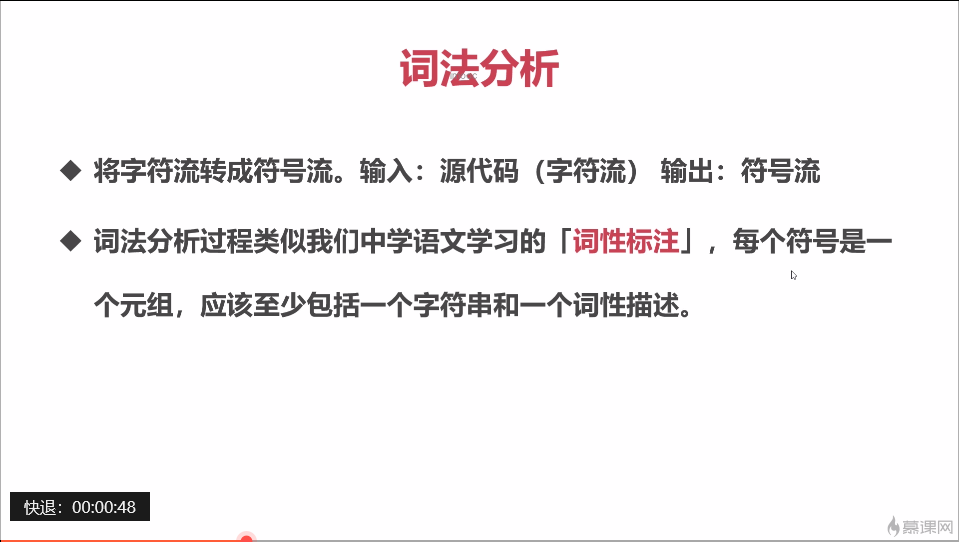 词法分析
◆ 将字符流转成符号流。输入：源代码（字符流） 输出：符号流
◆ 词法分析过程类似我们中学语文学习的「词性标注」，每个符号是一
个元组，应该至少包括一个字符串和一个词性描述。
快退：00:00:48
慕课网